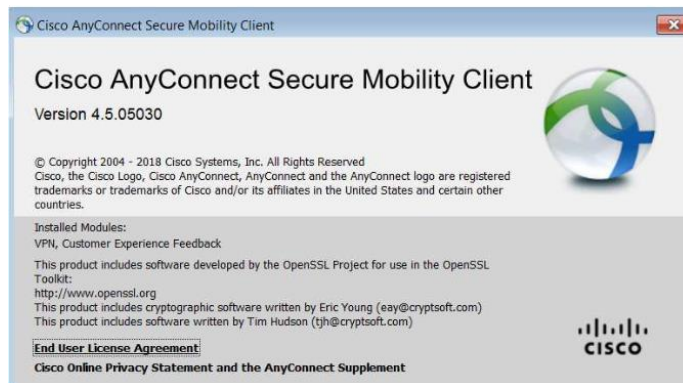 Cisco AnyConnect Secure Mobility Client
Cisco AnyConnect Secure Mobility Client
Version 4.5.05030
© Copyright 2004 - 2018 Cisco Systems, Inc. All Rights Reserved
Cisco, the Cisco Logo, Cisco AnyConnect, AnyConnect and the AnyConnect logo are registered
trademarks or trademarks of Cisco and/or its affiliates in the United States and certain other
countries.
Installed Modules:
VPN, Customer Experience Feedback
This product includes software developed by the OpenSSL Project for use in the OpenSSL
Toolkit:
http://www.openssl.org
This product includes cryptographic software written by Eric Young (eay@cryptsoft.com)
This product includes software written by Tim Hudson (tjh@cryptsoft.com)
End User License Agreement
Cisco Online Privacy Statement and the AnyConnect Supplement
CISCO